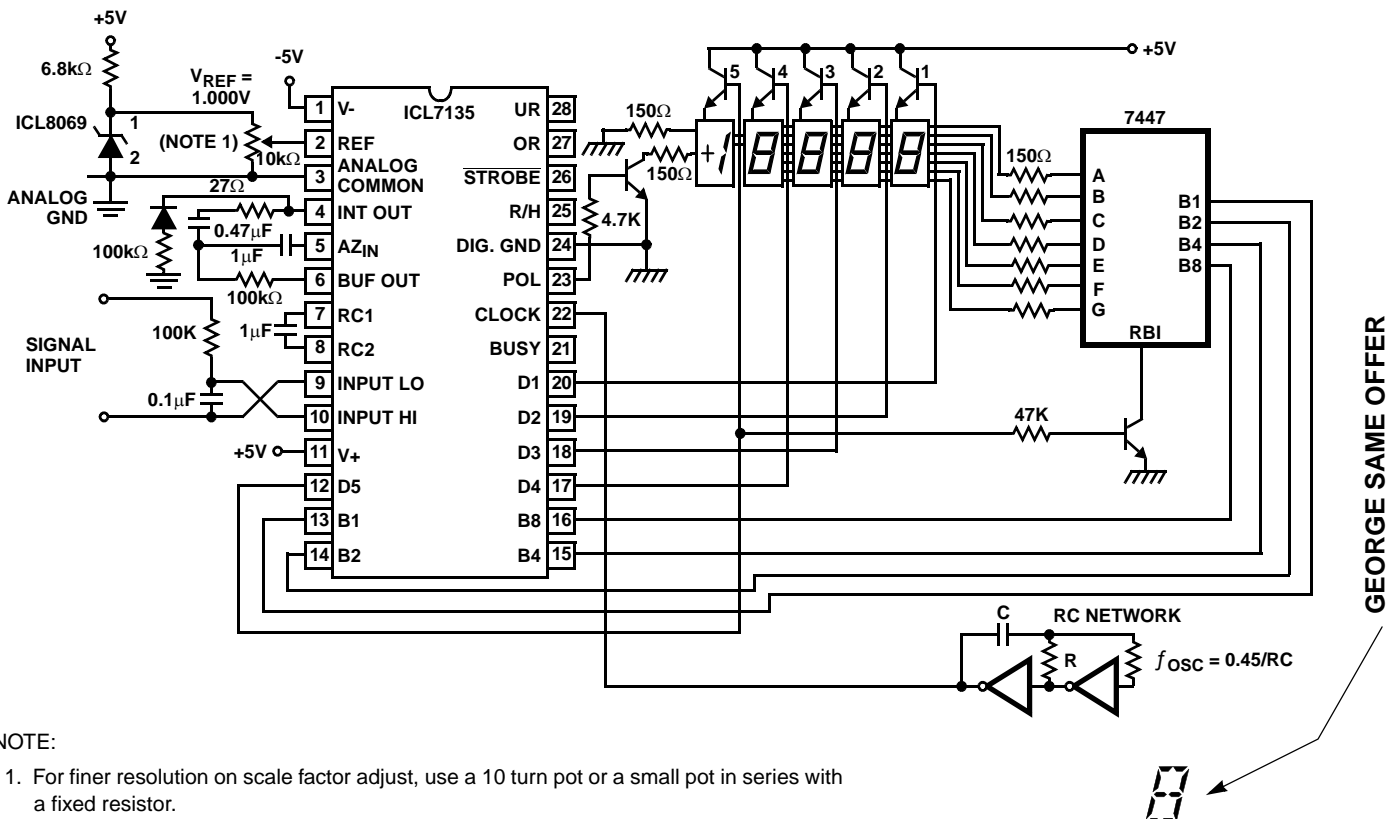 +5V
6.8kΩ
-5V
VREF =
1.000V
ICL8069
1
2
(NOTE 1)
10kΩ
ANALOG
GND
27Ω
0.47µF
100kΩ
1µF
100kΩ
SIGNAL
INPUT
100K
0.1µF
1µF
+5V
ICL7135
1 V-
2 REF
3 ANALOG
COMMON
4 INT OUT
5 AZIN
6 BUF OUT
7 RC1
8 RC2
9 INPUT LO
10 INPUT HI
11 V+
12 D5
13 B1
14 B2
UR 28
OR 27
STROBE 26
R/H 25
DIG. GND 24
POL 23
CLOCK 22
BUSY 21
D1 20
D2 19
D3 18
D4 17
B8 16
B4 15
150Ω
150Ω
4.7K
5 4 3 2 1
+5V
+1 8 9 9 9
150Ω
7447
A
B
C
D
E
F
G
B1
B2
B4
B8
RBI
47K
C
RC NETWORK
R
fOSC = 0.45/RC
GEORGE SAME OFFER
NOTE:
1. For finer resolution on scale factor adjust, use a 10 turn pot or a small pot in series with
a fixed resistor.